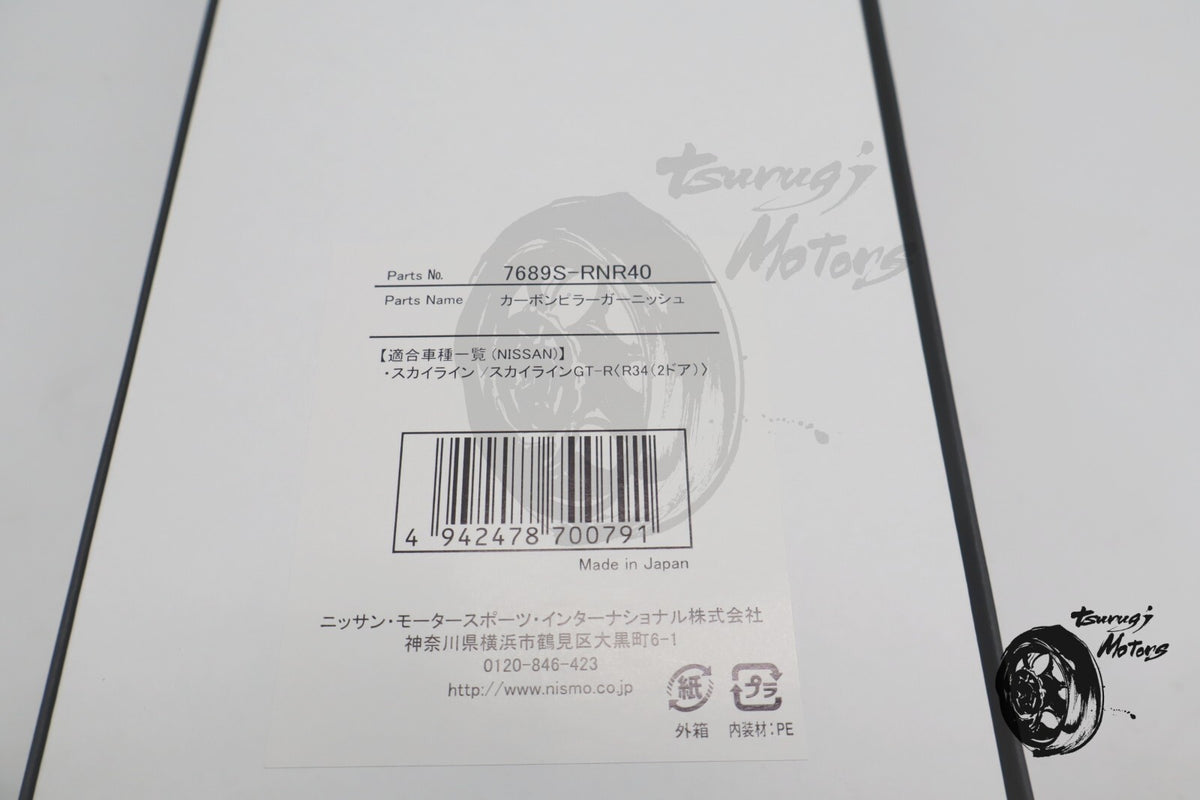 tsurugi
Motors
Parts No. 7689S-RNR40
Parts Name カーボンピラーガーニッシュ
【適合車種一覧(NISSAN)】
・スカイライン/スカイラインGT-R〈R34(2ドア)〉
4 942478 700791
Made in Japan
ニッサン・モータースポーツ・インターナショナル株式会社
神奈川県横浜市鶴見区大黒町6-1
0120-846-423
http://www.nismo.co.jp
紙 プラ
外箱 内装材:PE
tsurugi
Motors